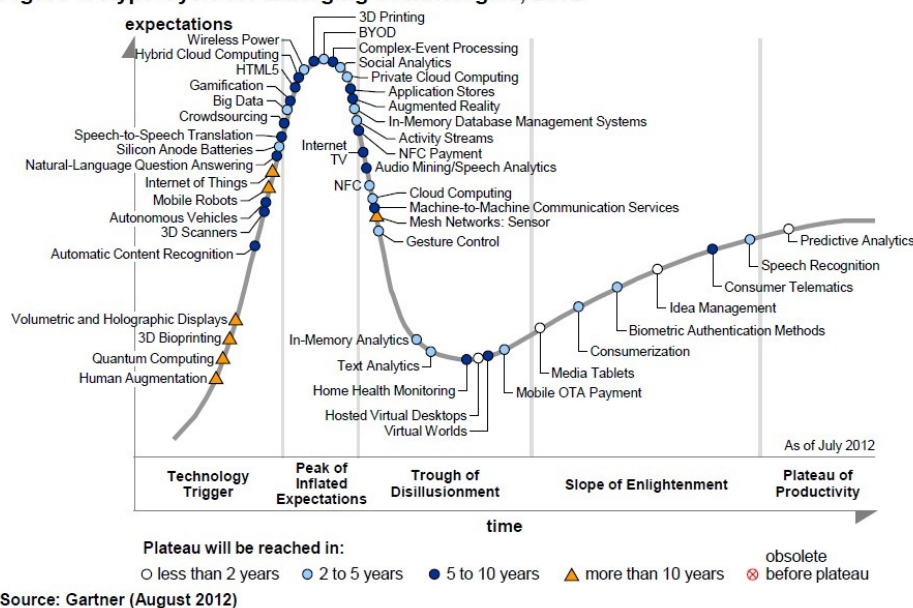 expectations
3D Printing
BYOD
Wireless Power
Complex-Event Processing
Hybrid Cloud Computing
Social Analytics
HTML5
Private Cloud Computing
Gamification
Application Stores
Big Data
Augmented Reality
Crowdsourcing
In-Memory Database Management Systems
Speech-to-Speech Translation
Activity Streams
Silicon Anode Batteries
Internet
TV
NFC Payment
Natural-Language Question Answering
Audio Mining/Speech Analytics
Internet of Things
NFC
Cloud Computing
Mobile Robots
Machine-to-Machine Communication Services
Autonomous Vehicles
Mesh Networks: Sensor
3D Scanners
Gesture Control
Predictive Analytics
Automatic Content Recognition
Speech Recognition
Consumer Telematics
Idea Management
Volumetric and Holographic Displays
Biometric Authentication Methods
3D Bioprinting
In-Memory Analytics
Consumerization
Quantum Computing
Text Analytics
Media Tablets
Human Augmentation
Home Health Monitoring
Mobile OTA Payment
Hosted Virtual Desktops
Virtual Worlds
As of July 2012
Technology
Trigger
Peak of
Inflated
Expectations
Trough of
Disillusionment
Slope of Enlightenment
Plateau of
Productivity
time
Plateau will be reached in:
less than 2 years
2 to 5 years
5 to 10 years
more than 10 years
obsolete
before plateau
Source: Gartner (August 2012)